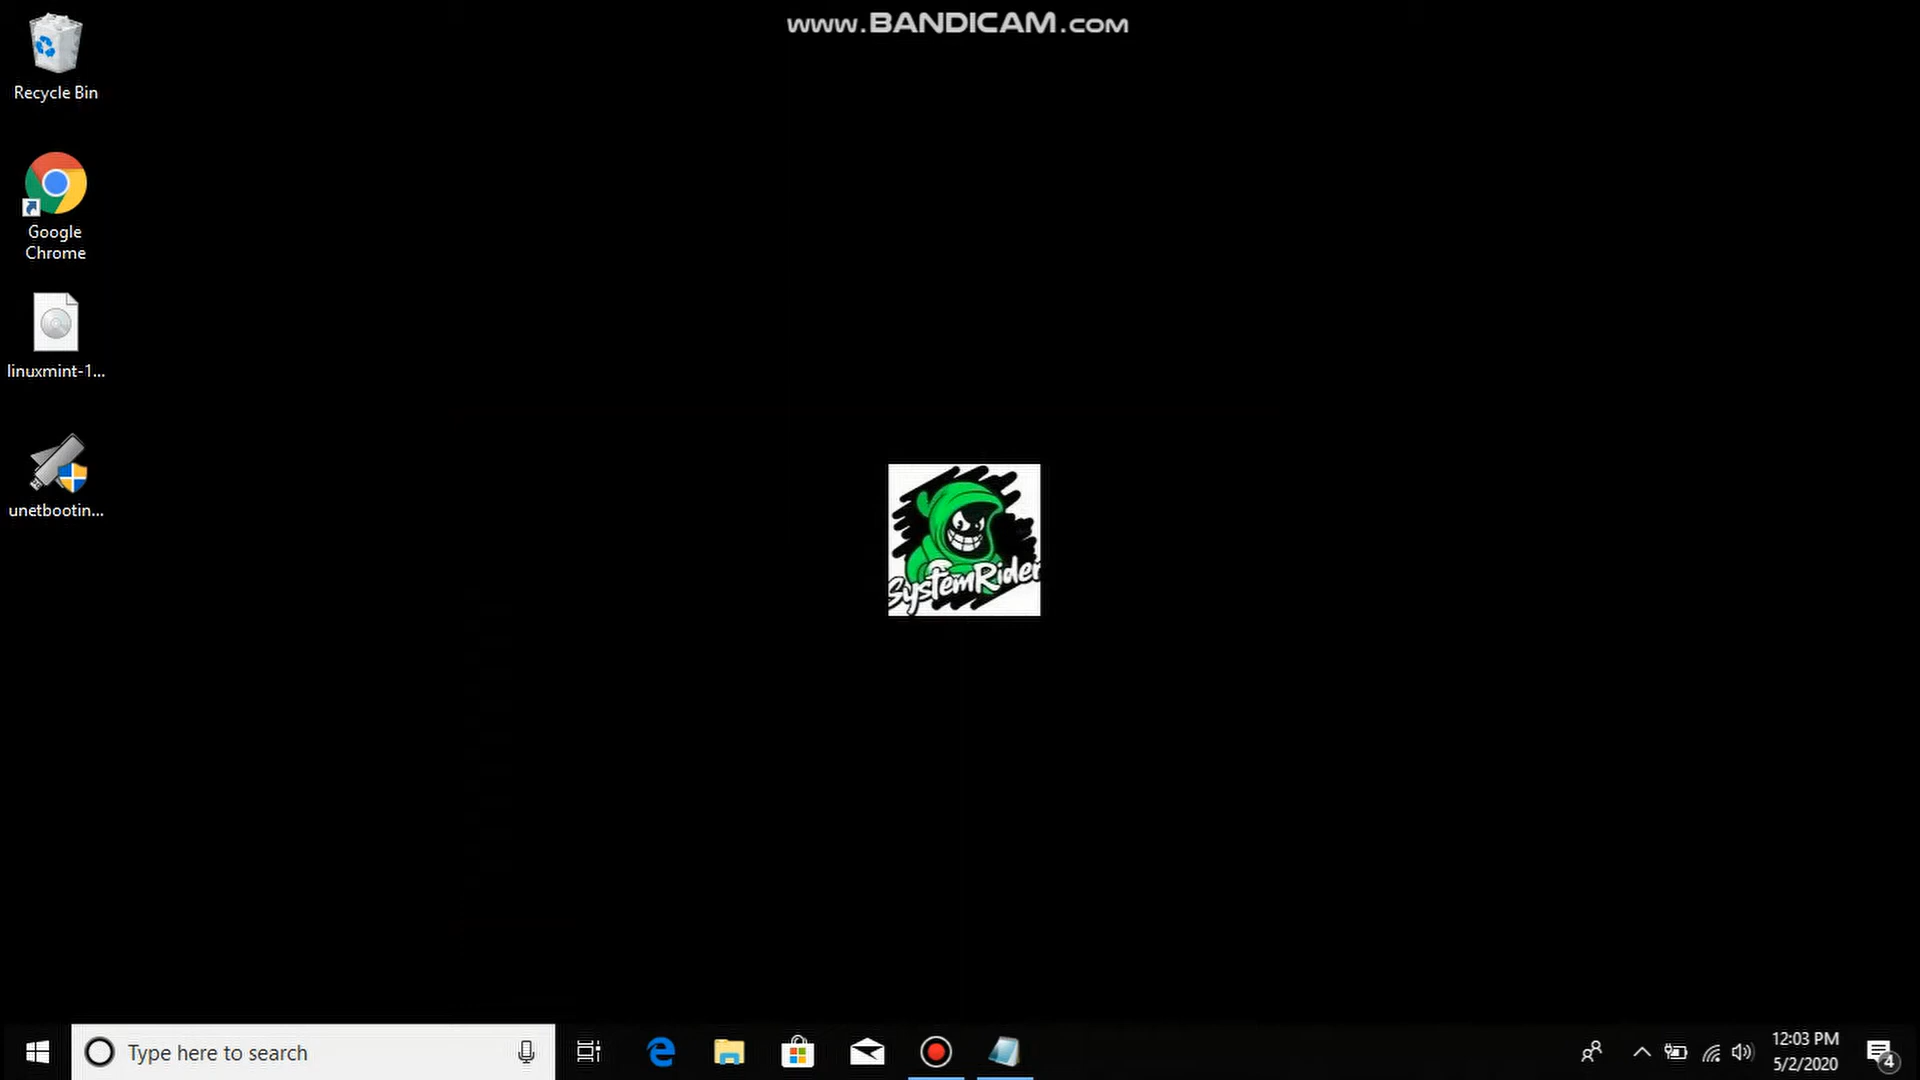 www.BANDICAM.com
Recycle Bin
Google
Chrome
linuxmint-1...
unetbootin...
SystemRider
Type here to search
12:03 PM
5/2/2020
4